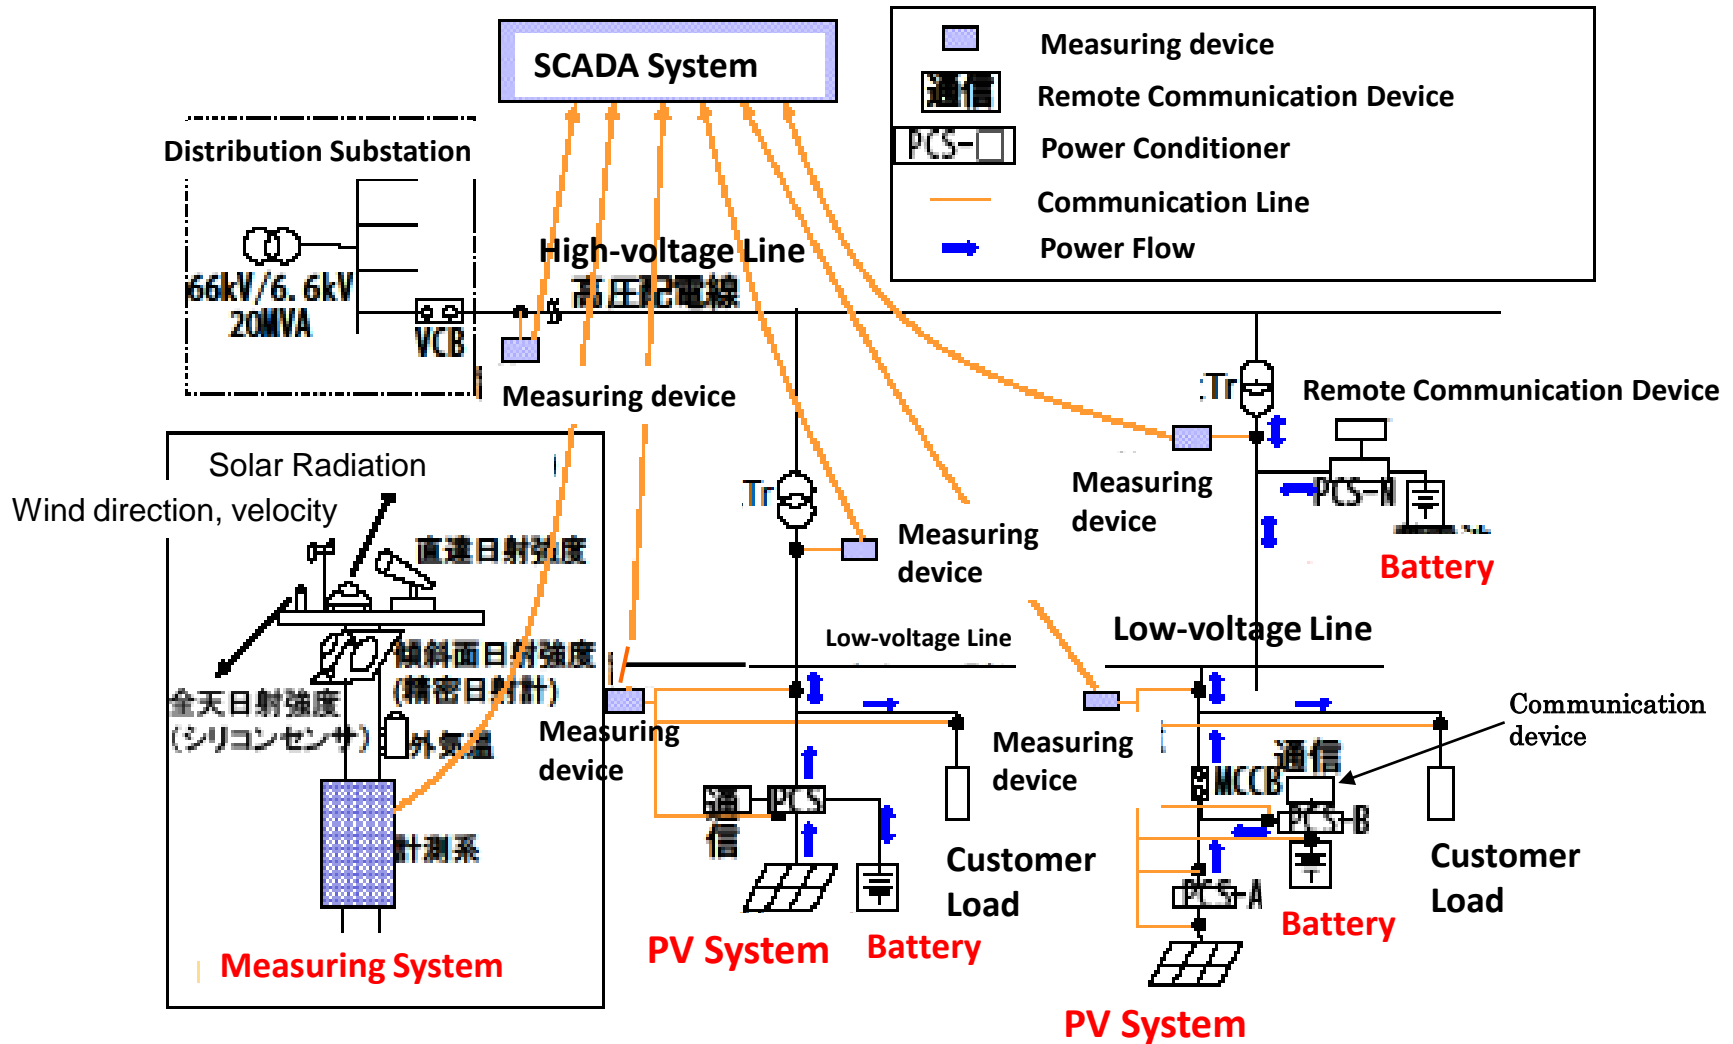 SCADA System
Measuring device
通信
Remote Communication Device
PCS-□
Power Conditioner
Communication Line
Power Flow
Distribution Substation
66kV/6.6kV
20MVA
VCB
High-voltage Line
高圧配電線
Measuring device
Tr
Remote Communication Device
Measuring
device
PCS-N
Battery
Solar Radiation
Wind direction, velocity
直達日射強度
傾斜面日射強度
(精密日射計)
全天日射強度
(シリコンセンサ)
外気温
計測系
Measuring System
Tr
Measuring
device
Low-voltage Line
Low-voltage Line
Measuring
device
通
信
PCS
Customer
Load
PV System
Battery
Measuring
device
Communication
device
通信
MCCB
PCS-B
PCS-A
Battery
Customer
Load
PV System